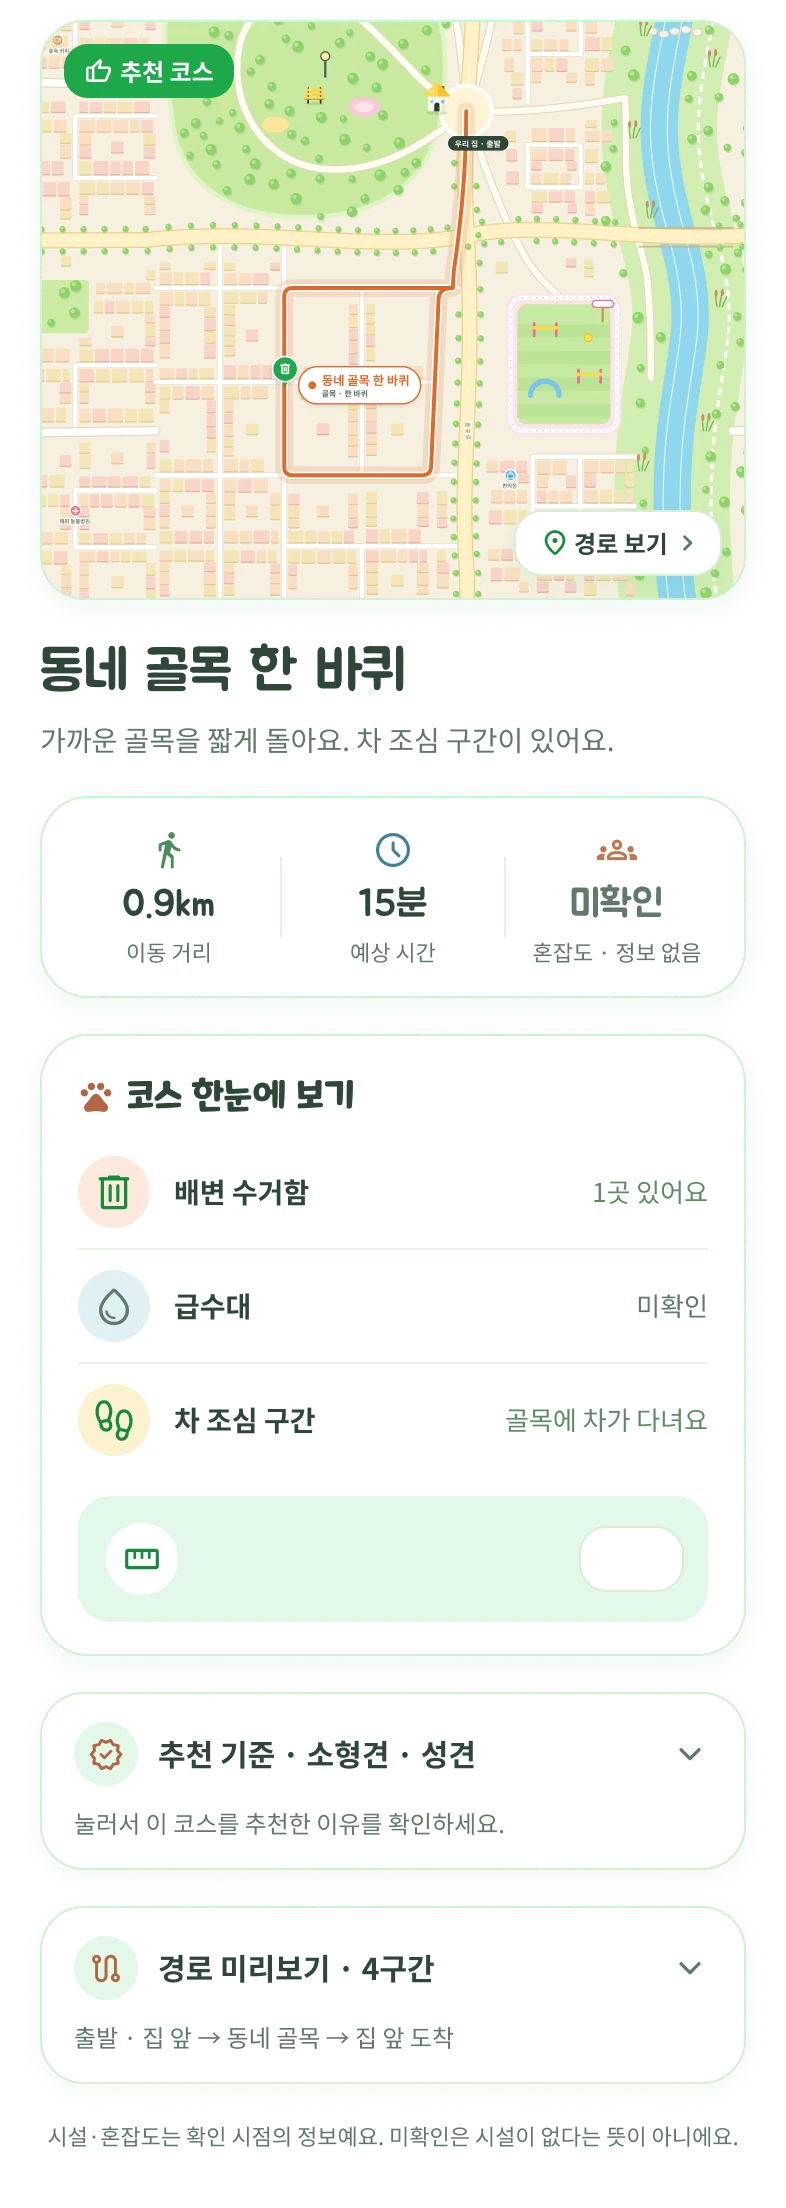 추천 코스
우리 집 · 출발
동네 골목 한 바퀴
골목 · 한 바퀴
편의점
해피 동물병원
경로 보기
동네 골목 한 바퀴
가까운 골목을 짧게 돌아요. 차 조심 구간이 있어요.
0.9km
이동 거리
15분
예상 시간
미확인
혼잡도 · 정보 없음
코스 한눈에 보기
배변 수거함
1곳 있어요
급수대
미확인
차 조심 구간
골목에 차가 다녀요
추천 기준 · 소형견 · 성견
눌러서 이 코스를 추천한 이유를 확인하세요.
경로 미리보기 · 4구간
출발 · 집 앞 → 동네 골목 → 집 앞 도착
시설·혼잡도는 확인 시점의 정보예요. 미확인은 시설이 없다는 뜻이 아니에요.